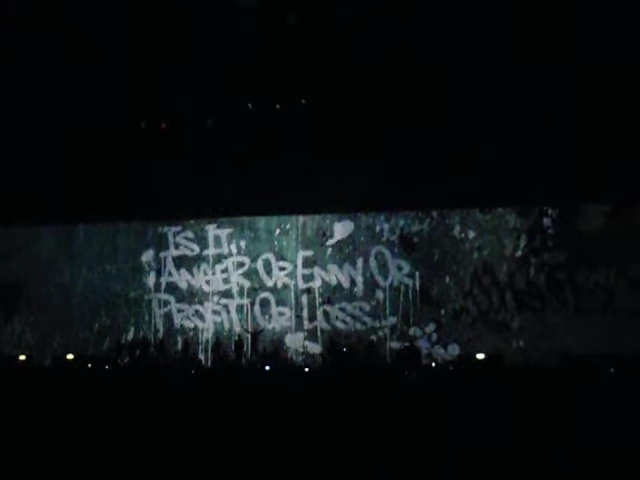 Is It..
Anger Or Envy Or
Profit Or Loss...